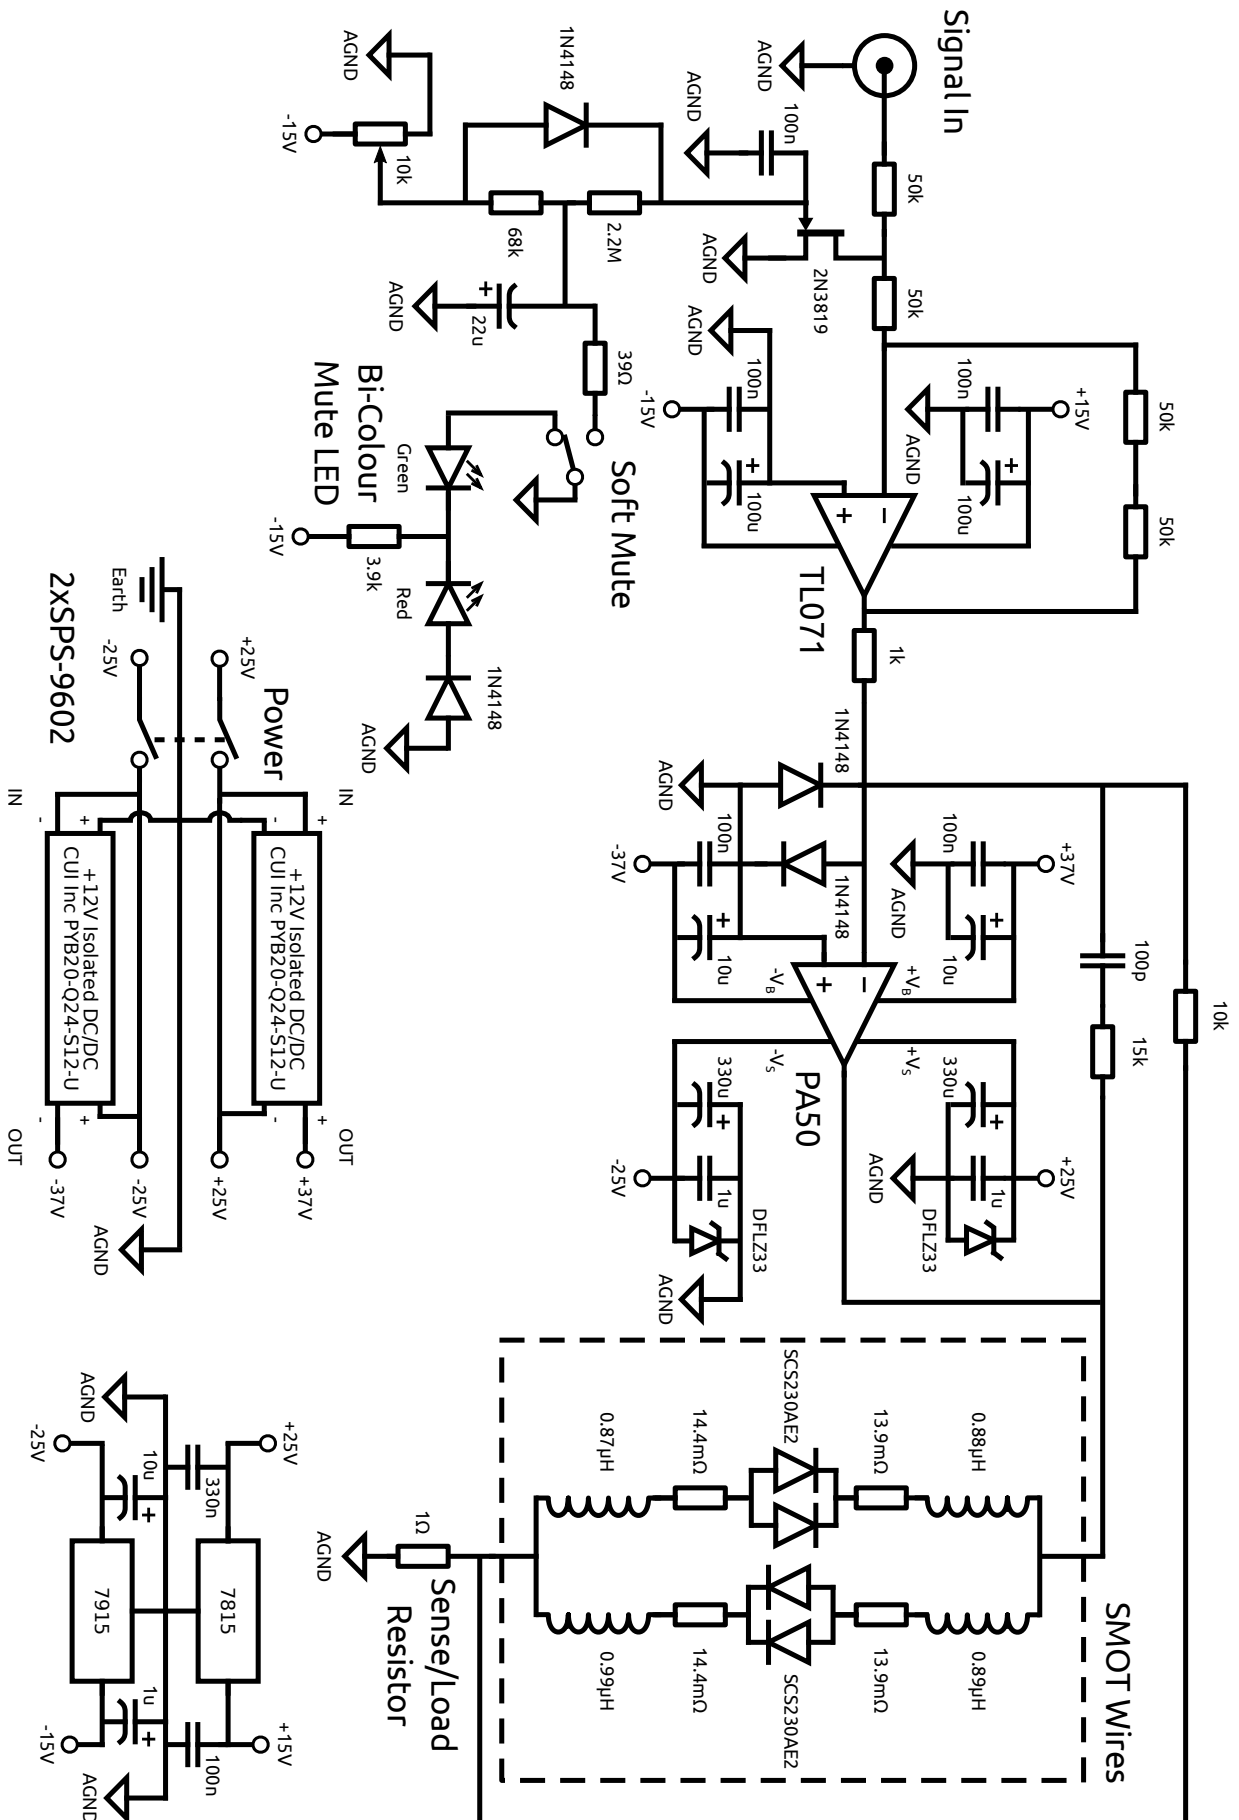 Signal In
AGND
50k
50k
2N3819
AGND
100n
AGND
1N4148
2.2M
68k
10k
AGND
-15V
22u
AGND
39Ω
Soft Mute
Bi-Colour
Mute LED
Green
Red
1N4148
AGND
3.9k
-15V
50k
50k
+15V
100n
100u
AGND
AGND
100n
100u
-15V
−
+
TL071
1k
1N4148
1N4148
AGND
100n
10u
-37V
+37V
100n
10u
AGND
−
+
+VB
-VB
+VS
-VS
PA50
100p
15k
10k
+25V
330u
1u
AGND
DFLZ33
330u
1u
-25V
DFLZ33
AGND
SMOT Wires
0.88µH
0.89µH
13.9mΩ
13.9mΩ
SCS230AE2
SCS230AE2
14.4mΩ
14.4mΩ
0.87µH
0.99µH
1Ω
Sense/Load
Resistor
AGND
Power
+25V
-25V
Earth
2xSPS-9602
IN
IN
+
-
+
-
+12V Isolated DC/DC
CUI Inc PYB20-Q24-S12-U
+12V Isolated DC/DC
CUI Inc PYB20-Q24-S12-U
+
-
+
-
OUT
OUT
+37V
+25V
-25V
-37V
AGND
+25V
330n
7815
100n
+15V
AGND
AGND
-25V
10u
7915
1u
-15V